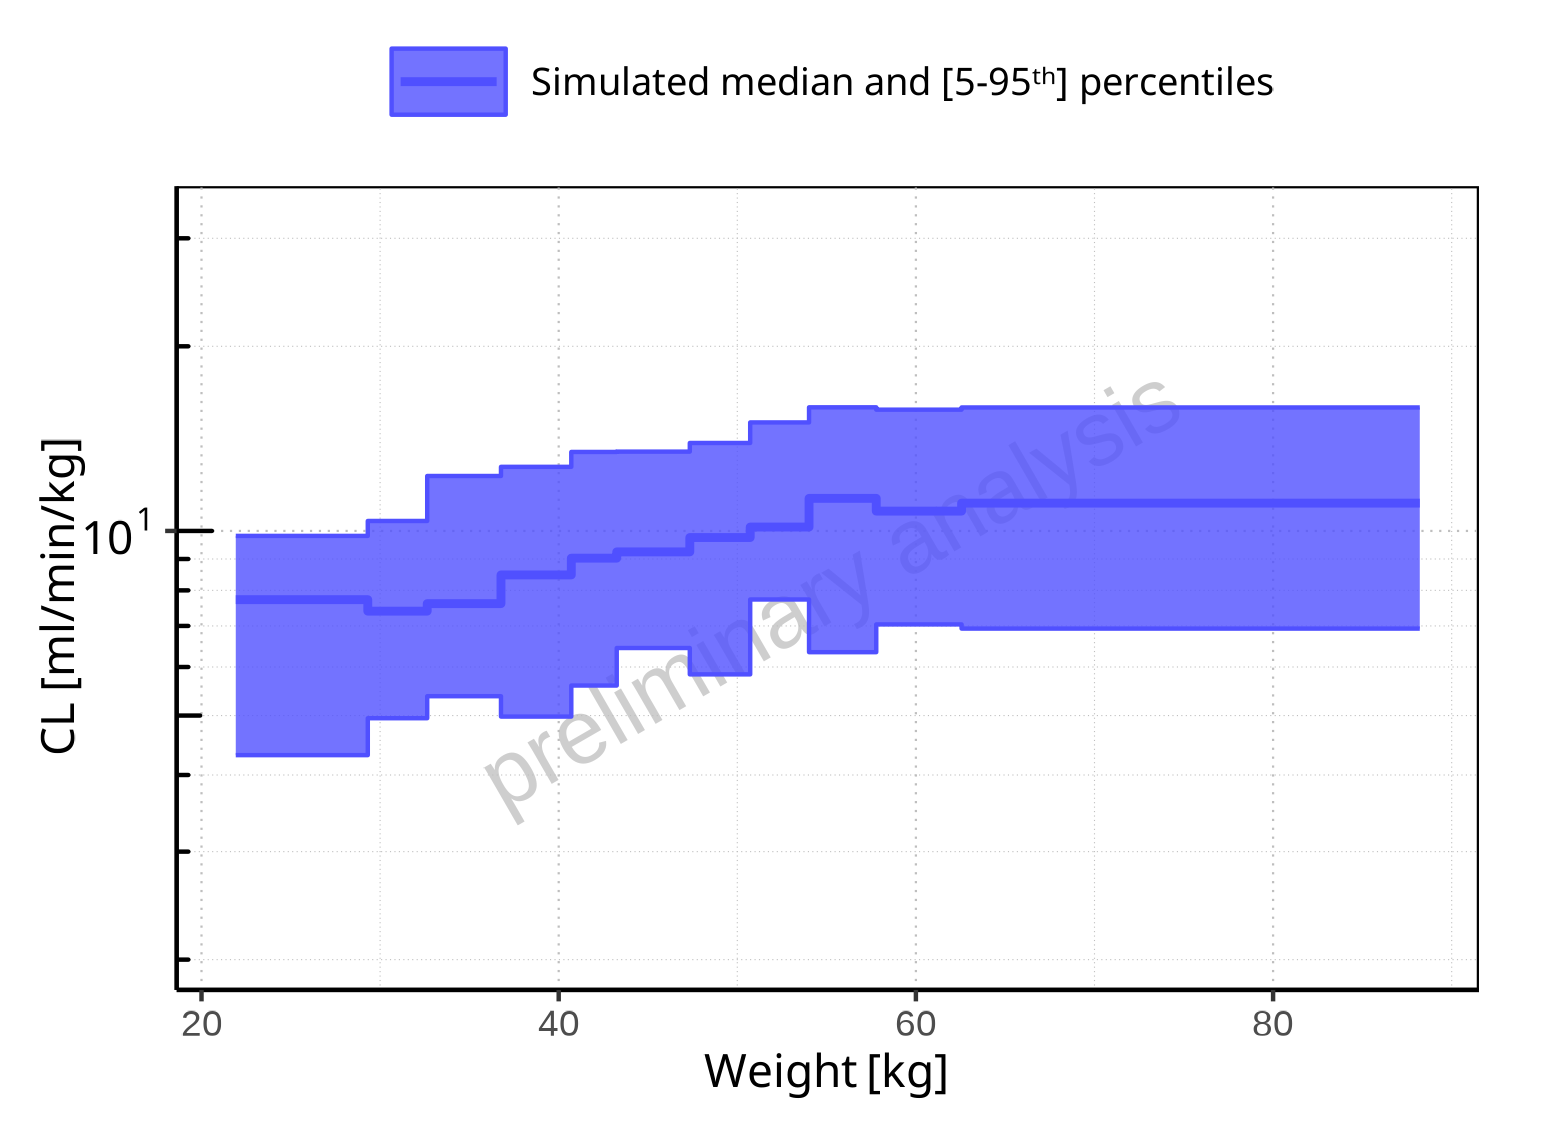 Simulated median and [5-95ᵗʰ] percentiles
CL [ml/min/kg]
10¹
preliminary analysis
20 40 60 80
Weight [kg]